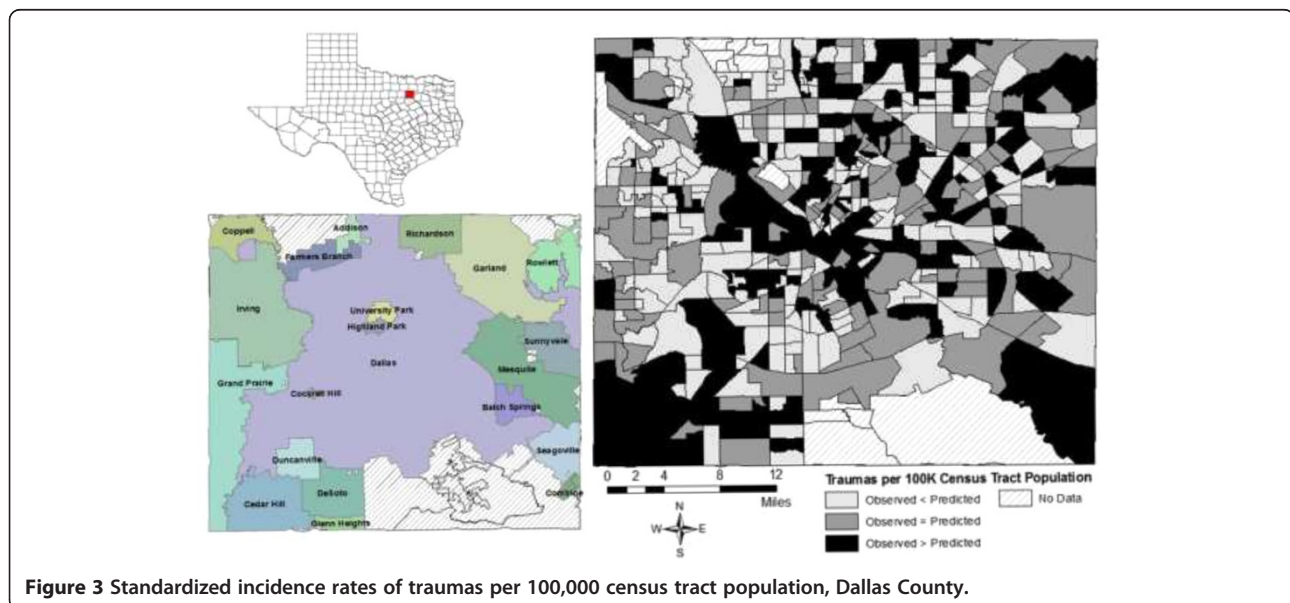 Coppell
Addison
Richardson
Farmers Branch
Garland
Rowlett
Irving
University Park
Highland Park
Sunnyvale
Dallas
Mesquite
Grand Prairie
Cockrell Hill
Balch Springs
Seagoville
Duncanville
DeSoto
Combine
Cedar Hill
Glenn Heights
0 2 4 8 12
Miles
N
W E
S
Traumas per 100K Census Tract Population
Observed < Predicted
No Data
Observed = Predicted
Observed > Predicted
Figure 3 Standardized incidence rates of traumas per 100,000 census tract population, Dallas County.